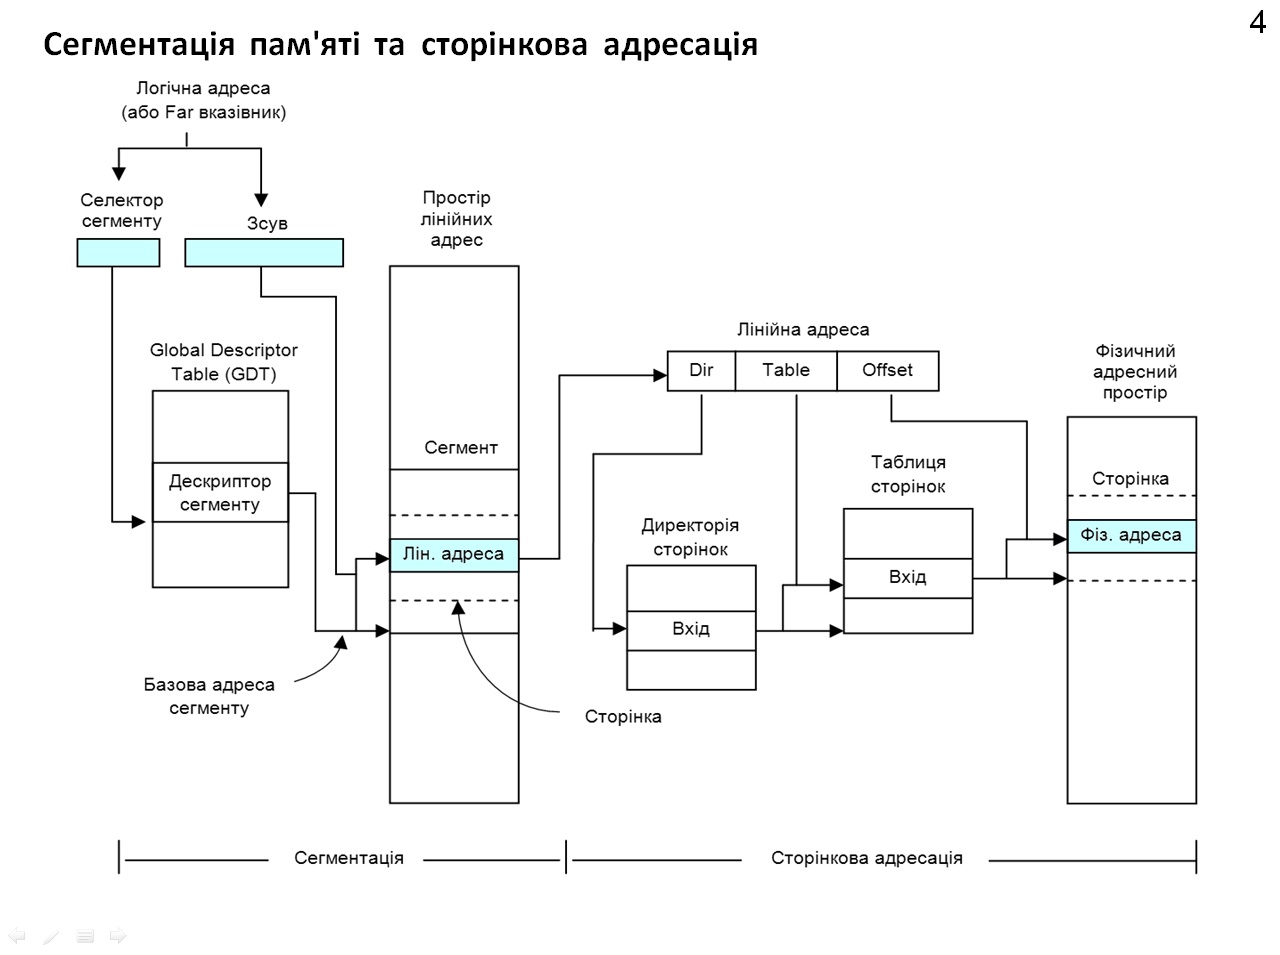 4
Сегментація пам'яті та сторінкова адресація
Логічна адреса
(або Far вказівник)
Селектор
сегменту
Зсув
Простір
лінійних
адрес
Global Descriptor
Table (GDT)
Дескриптор
сегменту
Сегмент
Лін. адреса
Базова адреса
сегменту
Сторінка
Лінійна адреса
Dir
Table
Offset
Директорія
сторінок
Вхід
Таблиця
сторінок
Вхід
Фізичний
адресний
простір
Сторінка
Фіз. адреса
Сегментація
Сторінкова адресація